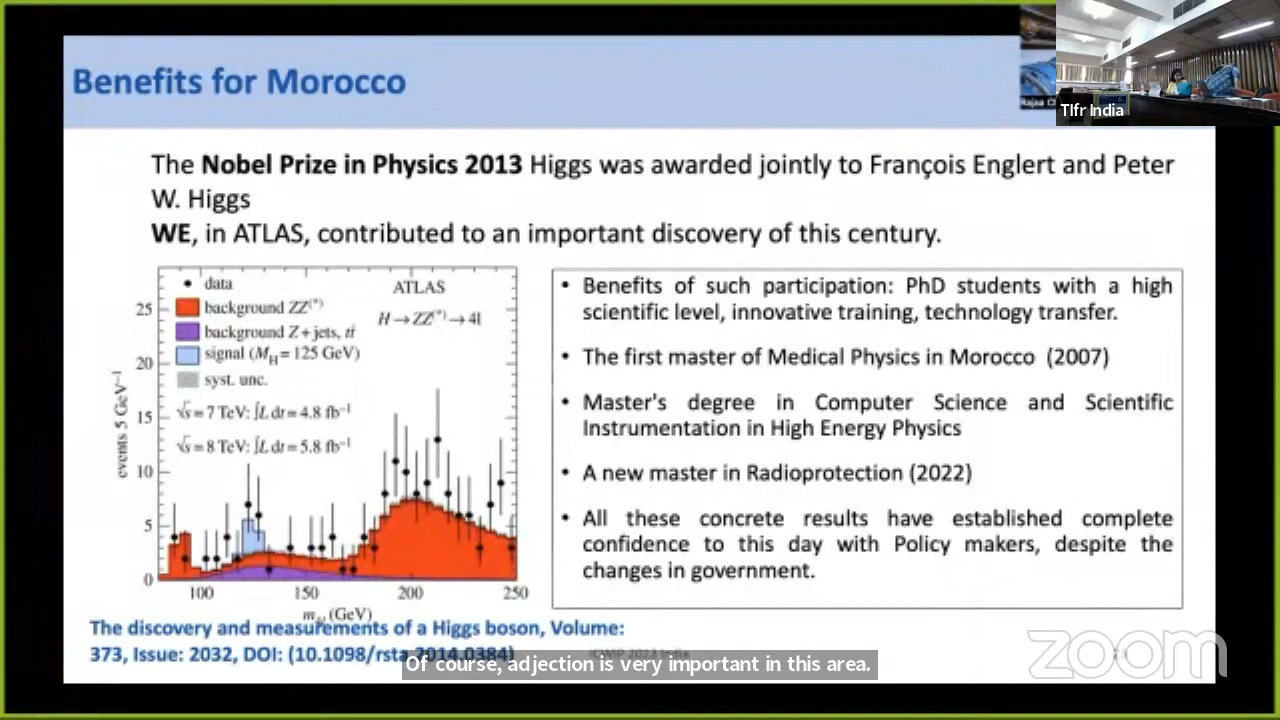 Benefits for Morocco
TIfr India
The Nobel Prize in Physics 2013 Higgs was awarded jointly to François Englert and Peter
W. Higgs
WE, in ATLAS, contributed to an important discovery of this century.
data
background ZZ(*)
background Z+jets, tt̄
signal (M_H = 125 GeV)
syst. unc.
√s = 7 TeV: ∫L dt = 4.8 fb⁻¹
√s = 8 TeV: ∫L dt = 5.8 fb⁻¹
ATLAS
H→ZZ(*)→4l
events 5 GeV⁻¹
25
20
15
10
5
0
100 150 200 250
(GeV)
• Benefits of such participation: PhD students with a high
scientific level, innovative training, technology transfer.
• The first master of Medical Physics in Morocco (2007)
• Master's degree in Computer Science and Scientific
Instrumentation in High Energy Physics
• A new master in Radioprotection (2022)
• All these concrete results have established complete
confidence to this day with Policy makers, despite the
changes in government.
The discovery and measurements of a Higgs boson, Volume:
373, Issue: 2032, DOI: (10.1098/rsta.2014.0384)
Of course, adjection is very important in this area.
zoom